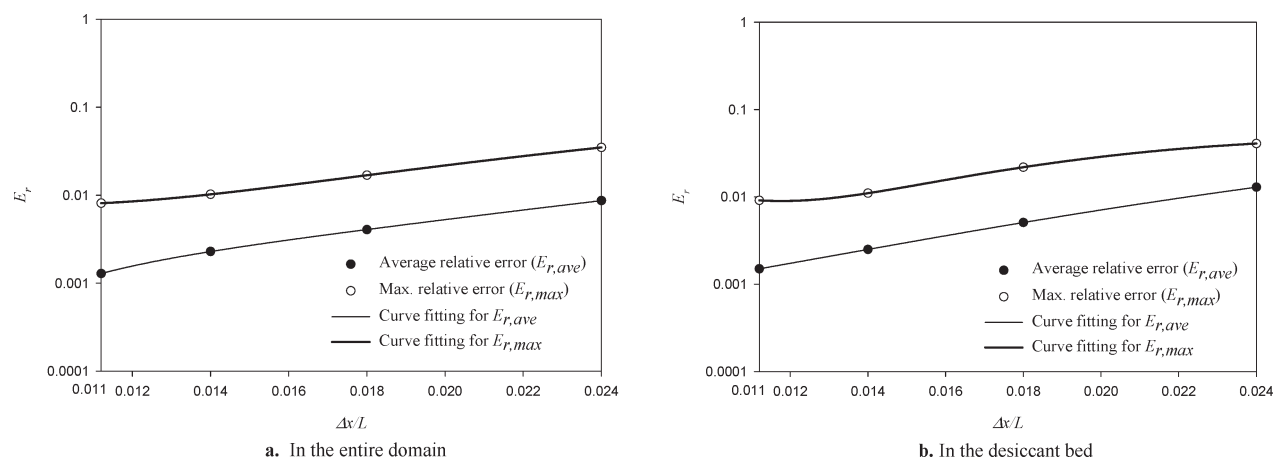 1
0.1
0.01
0.001
0.0001
E_r
0.011
0.012
0.014
0.016
0.018
0.020
0.022
0.024
Δx/L
Average relative error (E_r,ave)
Max. relative error (E_r,max)
Curve fitting for E_r,ave
Curve fitting for E_r,max
a. In the entire domain
1
0.1
0.01
0.001
0.0001
E_r
0.011
0.012
0.014
0.016
0.018
0.020
0.022
0.024
Δx/L
Average relative error (E_r,ave)
Max. relative error (E_r,max)
Curve fitting for E_r,ave
Curve fitting for E_r,max
b. In the desiccant bed